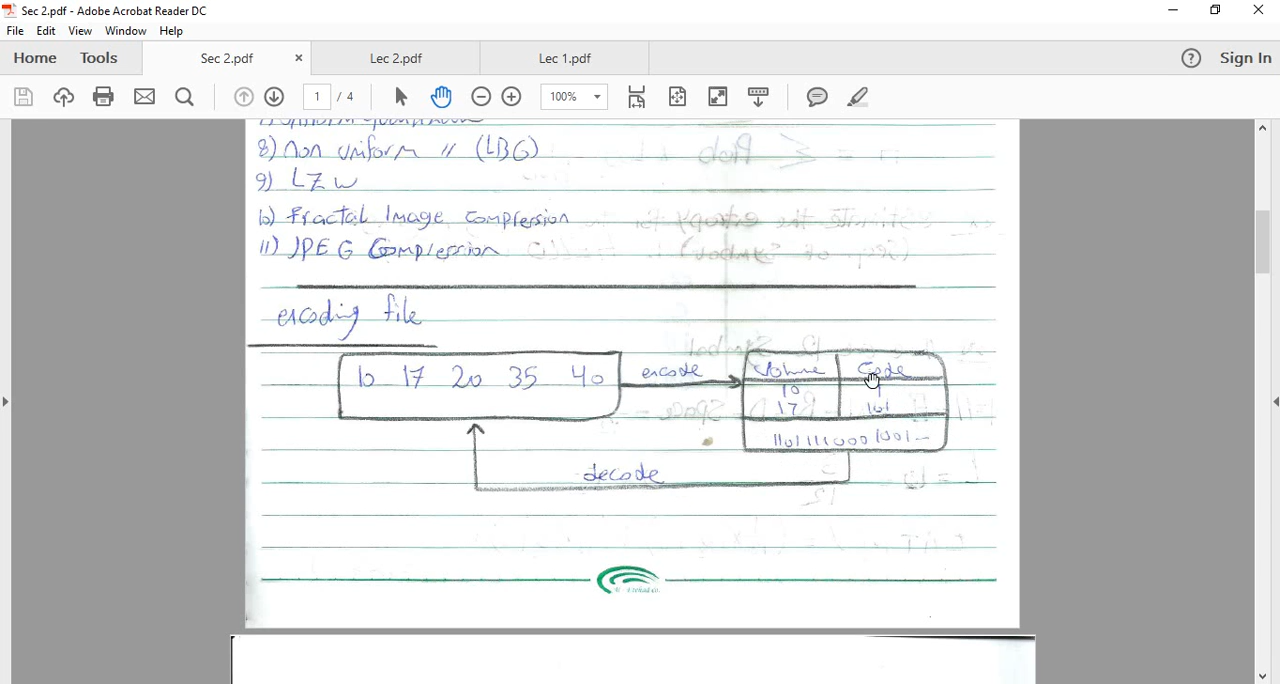 Sec 2.pdf - Adobe Acrobat Reader DC
File Edit View Window Help
Home Tools Sec 2.pdf × Lec 2.pdf Lec 1.pdf ? Sign In
1 / 4 100%
8) non uniform " (LBG)
9) LZW
10) Fractal Image Compression
11) JPEG Compression
encoding file
10 17 20 35 40
encode
Code
10 1
17 101
decode